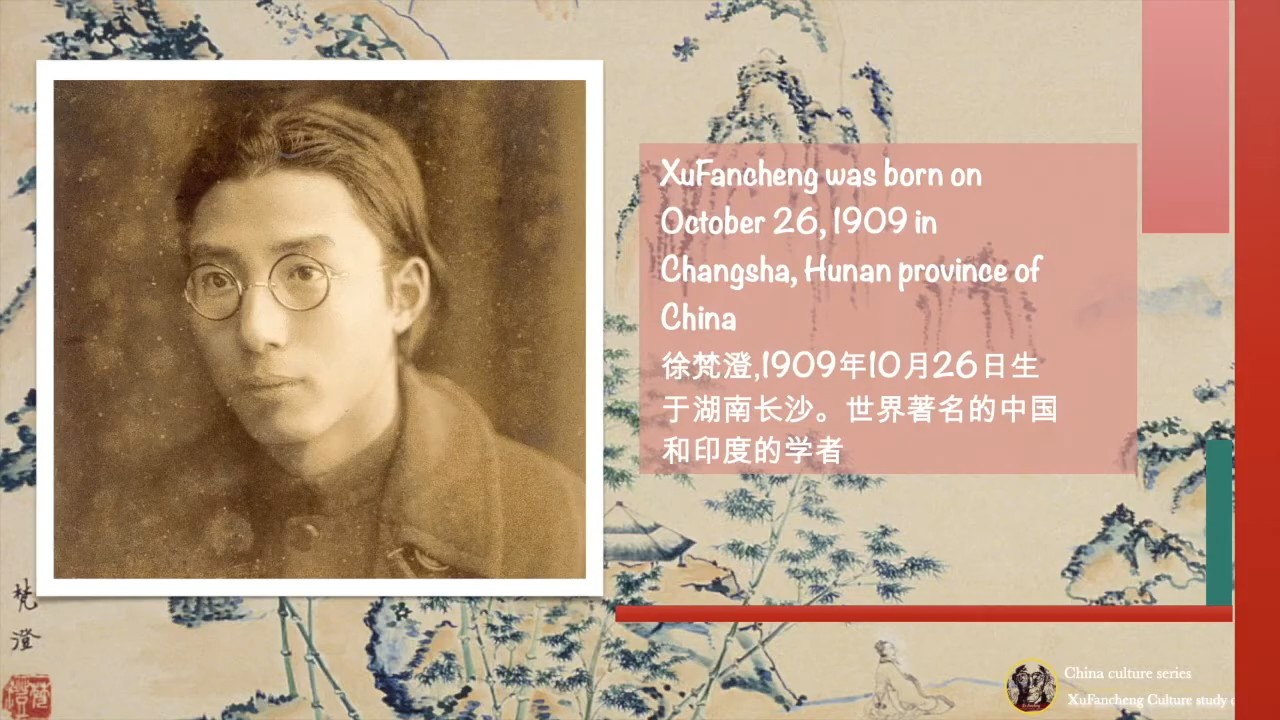 XuFancheng was born on
October 26, 1909 in
Changsha, Hunan province of
China
徐梵澄,1909年10月26日生
于湖南长沙。世界著名的中国
和印度的学者
梵
澄
China culture series
XuFancheng Culture study